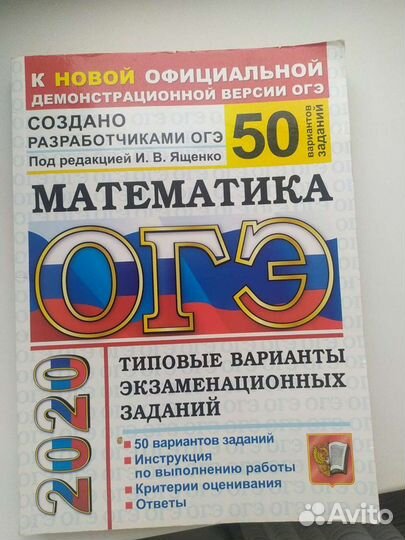 К НОВОЙ ОФИЦИАЛЬНОЙ
ДЕМОНСТРАЦИОННОЙ ВЕРСИИ ОГЭ
СОЗДАНО
РАЗРАБОТЧИКАМИ ОГЭ
Под редакцией И. В. Ященко
50
вариантов
заданий
МАТЕМАТИКА
ОГЭ
2020
ТИПОВЫЕ ВАРИАНТЫ
ЭКЗАМЕНАЦИОННЫХ
ЗАДАНИЙ
50 вариантов заданий
Инструкция
по выполнению работы
Критерии оценивания
Ответы
Avito